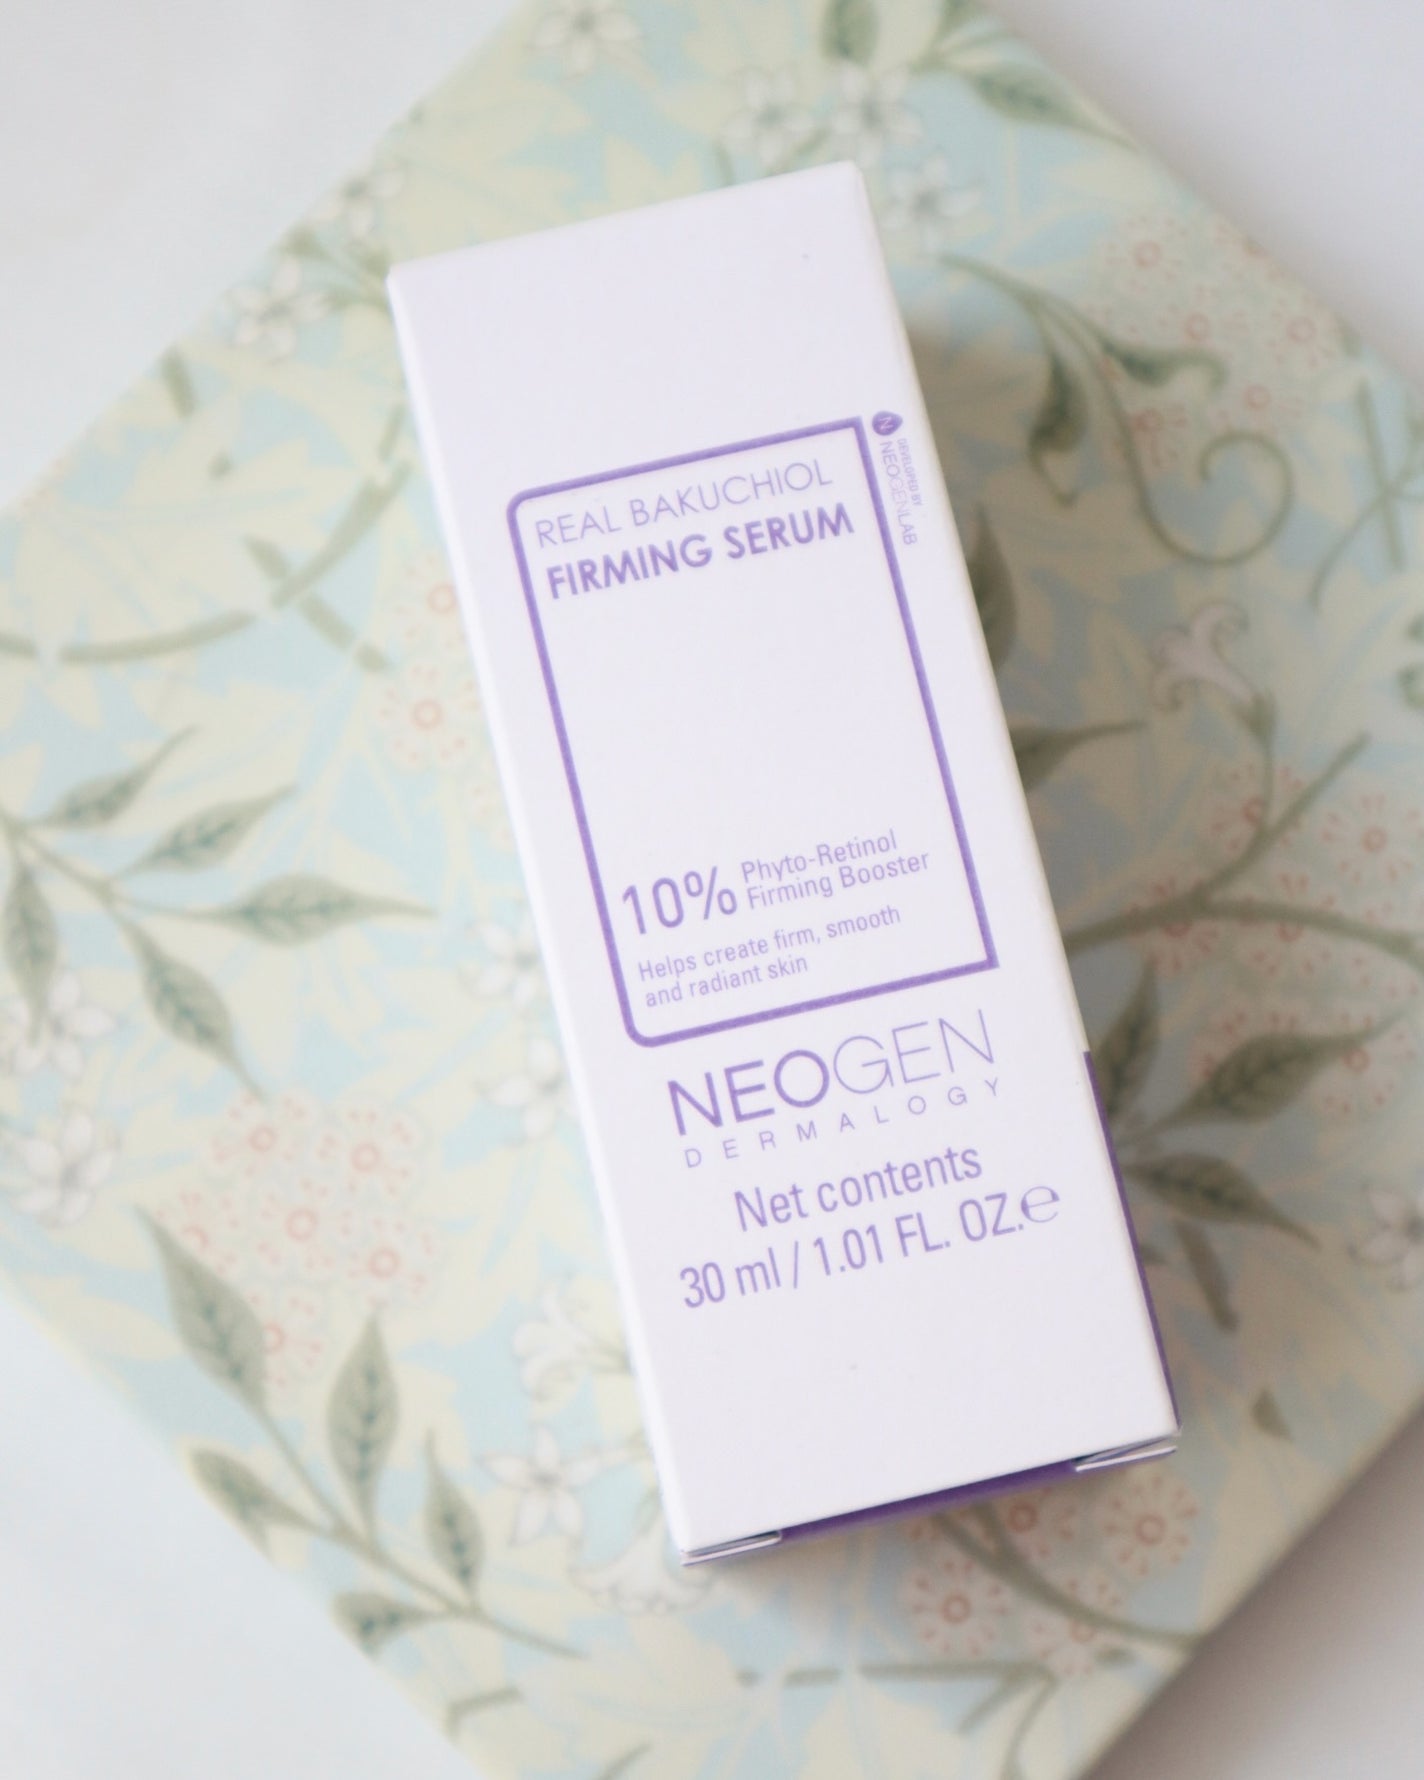 REAL BAKUCHIOL
FIRMING SERUM
N
DEVELOPED BY
NEOGENLAB
10% Phyto-Retinol
Firming Booster
Helps create firm, smooth
and radiant skin
NEOGEN
DERMALOGY
Net contents
30 ml / 1.01 FL. OZ.℮